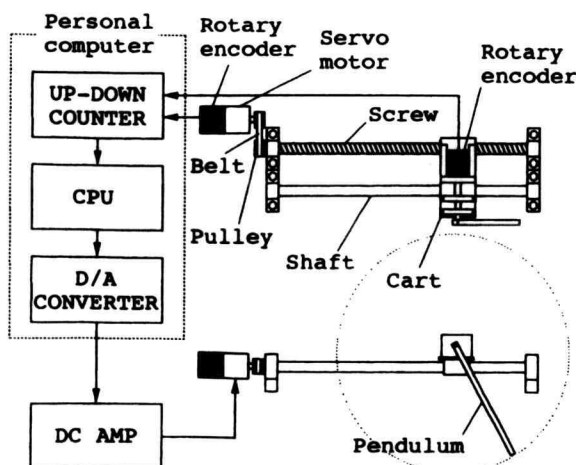 Personal
computer
UP-DOWN
COUNTER
CPU
D/A
CONVERTER
DC AMP
Rotary
encoder
Servo
motor
Rotary
encoder
Screw
Belt
Pulley
Shaft
Cart
Pendulum